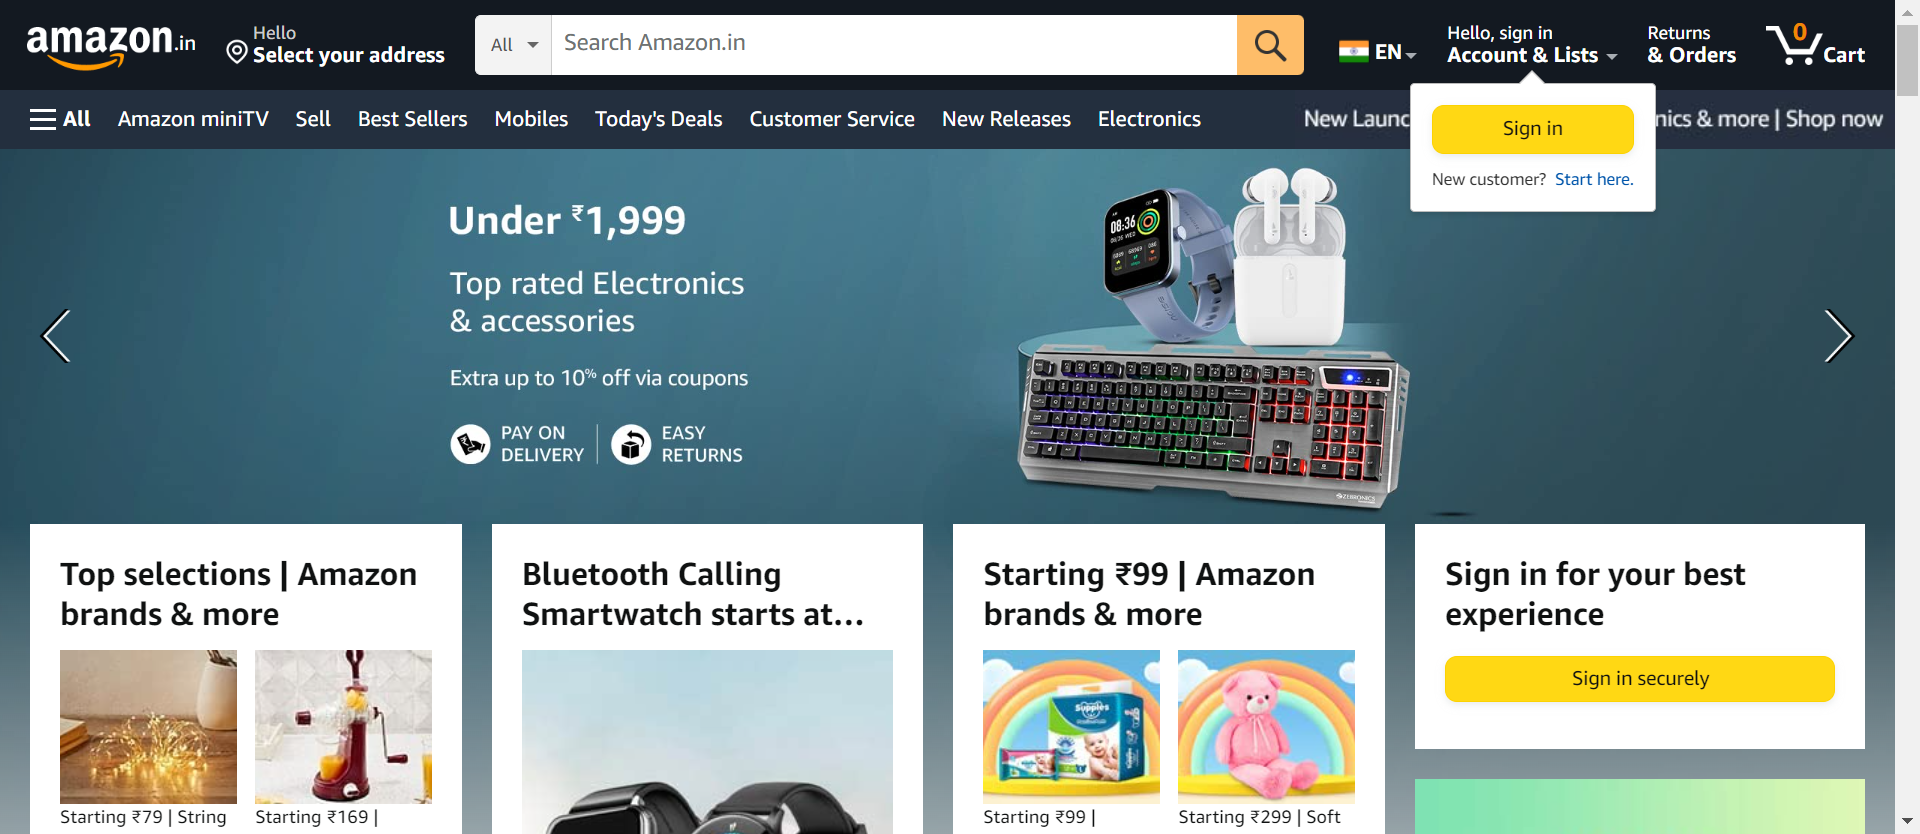 amazon.in
Hello
Select your address
All
Search Amazon.in
EN
Hello, sign in
Account & Lists
Returns
& Orders
0
Cart
All
Amazon miniTV
Sell
Best Sellers
Mobiles
Today's Deals
Customer Service
New Releases
Electronics
New Launc
nics & more | Shop now
Sign in
New customer? Start here.
Under ₹1,999
Top rated Electronics
& accessories
Extra up to 10% off via coupons
PAY ON
DELIVERY
EASY
RETURNS
08:36
ZEBRONICS
Top selections | Amazon
brands & more
Starting ₹79 | String
Starting ₹169 |
Bluetooth Calling
Smartwatch starts at...
Starting ₹99 | Amazon
brands & more
Supples
Starting ₹99 |
Starting ₹299 | Soft
Sign in for your best
experience
Sign in securely